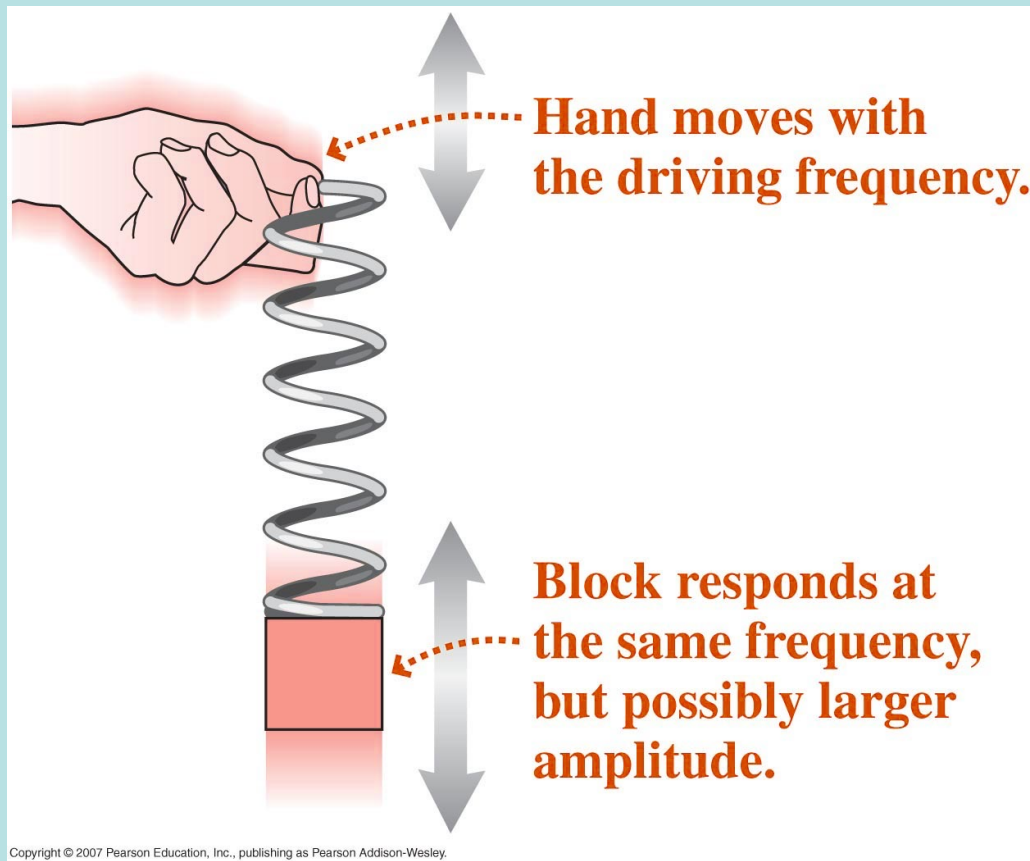 Hand moves with
the driving frequency.
Block responds at
the same frequency,
but possibly larger
amplitude.
Copyright © 2007 Pearson Education, Inc., publishing as Pearson Addison-Wesley.